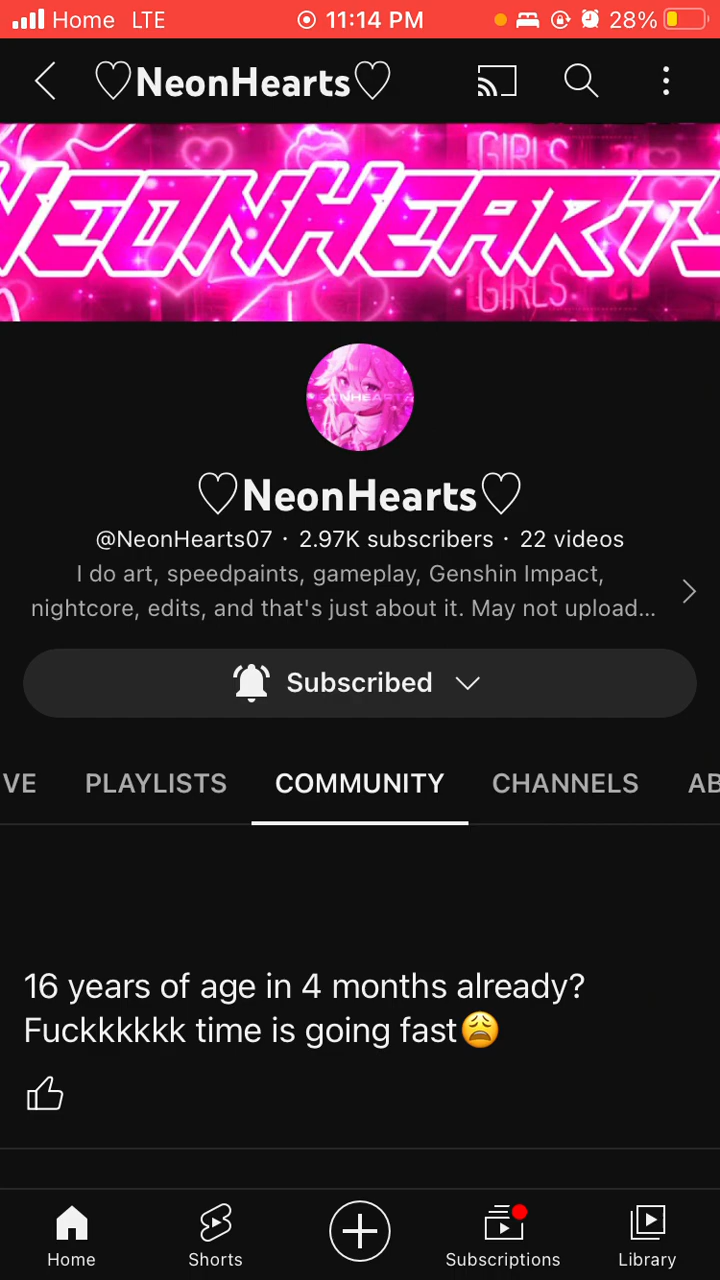 Home LTE 11:14 PM 28%
♡NeonHearts♡
GIRLS
NEONHEARTS
GIRLS
♡NeonHearts♡
@NeonHearts07 · 2.97K subscribers · 22 videos
I do art, speedpaints, gameplay, Genshin Impact,
nightcore, edits, and that's just about it. May not upload...
Subscribed
VE PLAYLISTS COMMUNITY CHANNELS AB
16 years of age in 4 months already?
Fuckkkkkk time is going fast😩
Home Shorts Subscriptions Library